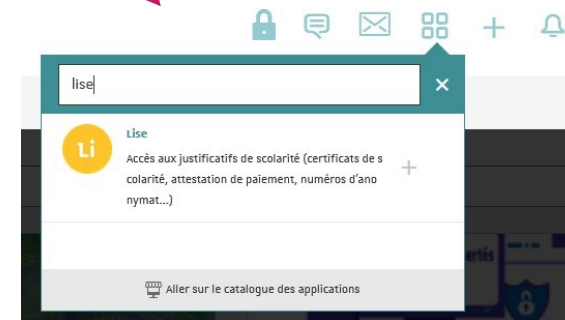 lise
Li
Lise
Accès aux justificatifs de scolarité (certificats de s
colarité, attestation de paiement, numéros d'ano
nymat...)
ertés
Aller sur le catalogue des applications